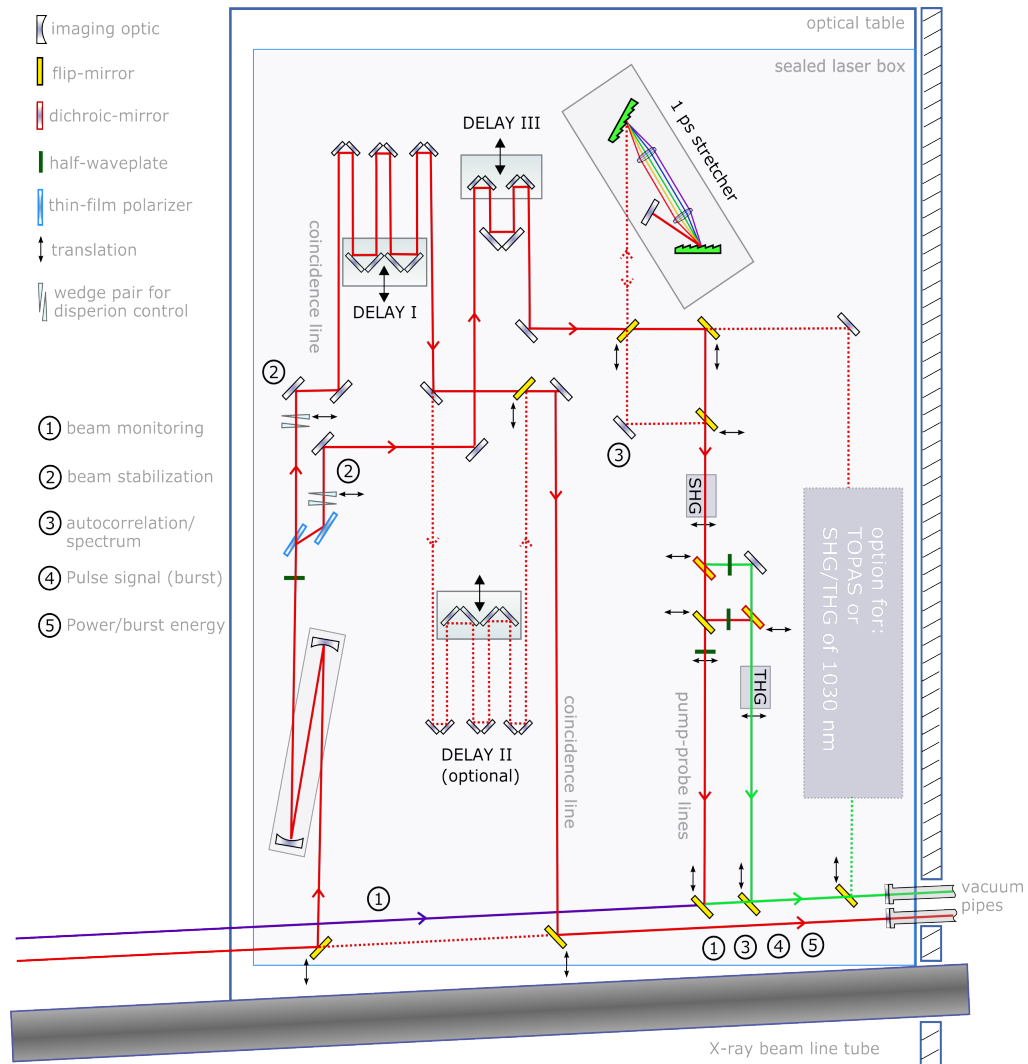 optical table
sealed laser box
imaging optic
flip-mirror
dichroic-mirror
half-waveplate
thin-film polarizer
translation
wedge pair for
disperion control
1 beam monitoring
2 beam stabilization
3 autocorrelation/
spectrum
4 Pulse signal (burst)
5 Power/burst energy
DELAY III
1 ps stretcher
coincidence line
DELAY I
2
2
3
SHG
option for:
TOPAS or
SHG/THG of 1030 nm
THG
pump-probe lines
coincidence line
DELAY II
(optional)
1
vacuum
pipes
1 3 4 5
X-ray beam line tube